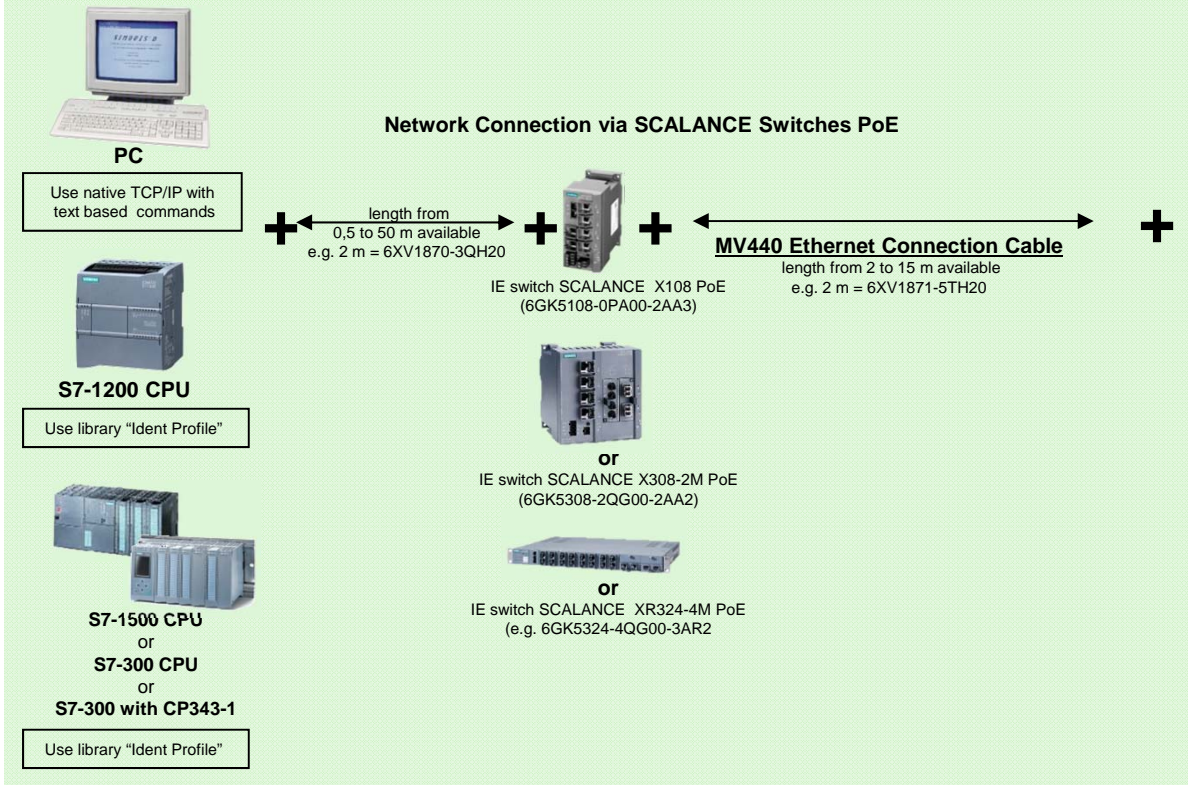 SIMARIS D
PC
Use native TCP/IP with
text based commands
S7-1200 CPU
Use library “Ident Profile”
S7-1500 CPU
or
S7-300 CPU
or
S7-300 with CP343-1
Use library “Ident Profile”
Network Connection via SCALANCE Switches PoE
+
length from
0,5 to 50 m available
e.g. 2 m = 6XV1870-3QH20
+
+
IE switch SCALANCE X108 PoE
(6GK5108-0PA00-2AA3)
or
IE switch SCALANCE X308-2M PoE
(6GK5308-2QG00-2AA2)
or
IE switch SCALANCE XR324-4M PoE
(e.g. 6GK5324-4QG00-3AR2
MV440 Ethernet Connection Cable
length from 2 to 15 m available
e.g. 2 m = 6XV1871-5TH20
+